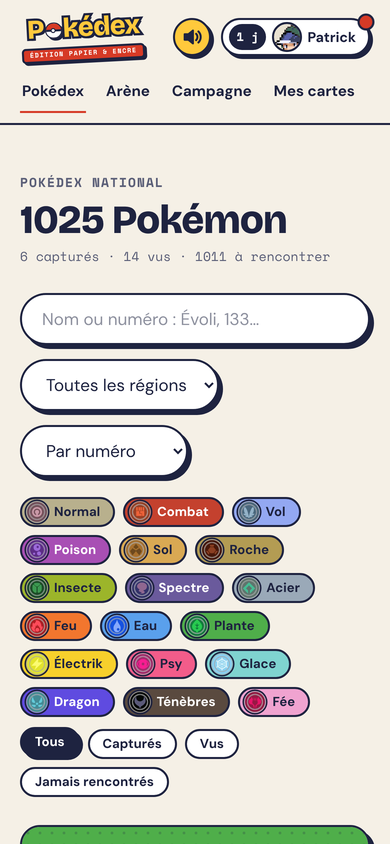 Pokédex
ÉDITION PAPIER & ENCRE
1 j
Patrick
Pokédex Arène Campagne Mes cartes
POKÉDEX NATIONAL
1025 Pokémon
6 capturés · 14 vus · 1011 à rencontrer
Nom ou numéro : Évoli, 133…
Toutes les régions
Par numéro
Normal Combat Vol
Poison Sol Roche
Insecte Spectre Acier
Feu Eau Plante
Électrik Psy Glace
Dragon Ténèbres Fée
Tous Capturés Vus
Jamais rencontrés